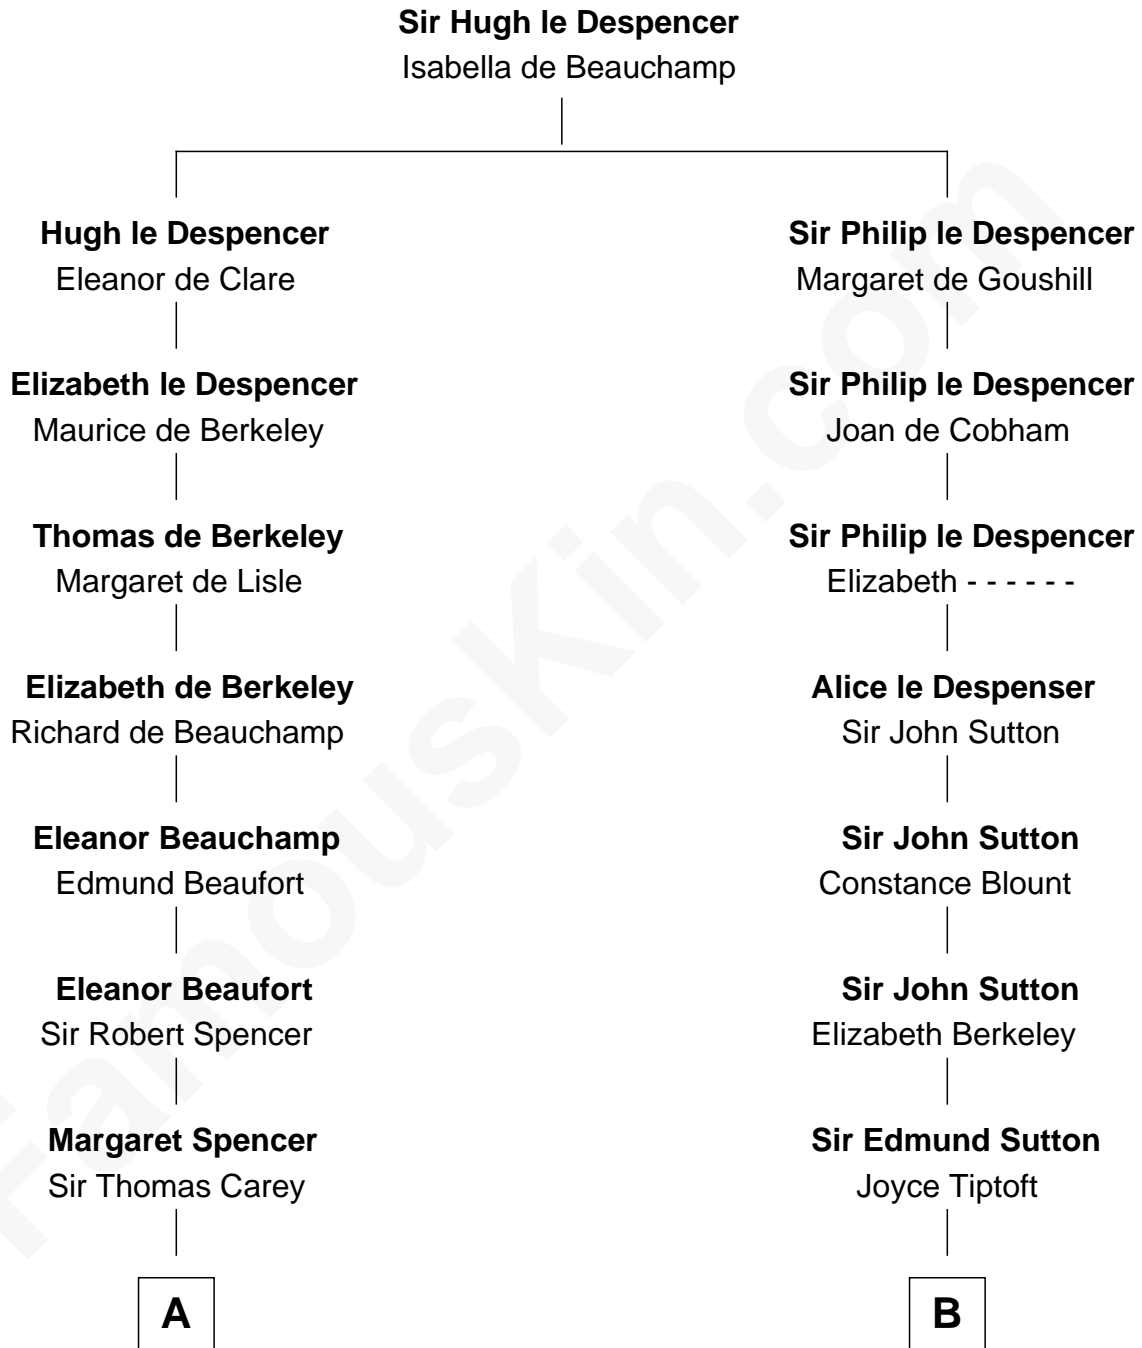 Sir Hugh le Despencer
Isabella de Beauchamp
Hugh le Despencer
Eleanor de Clare
Sir Philip le Despencer
Margaret de Goushill
Elizabeth le Despencer
Maurice de Berkeley
Sir Philip le Despencer
Joan de Cobham
Thomas de Berkeley
Margaret de Lisle
Sir Philip le Despencer
Elizabeth - - - - - -
Elizabeth de Berkeley
Richard de Beauchamp
Alice le Despenser
Sir John Sutton
Eleanor Beauchamp
Edmund Beaufort
Sir John Sutton
Constance Blount
Eleanor Beaufort
Sir Robert Spencer
Sir John Sutton
Elizabeth Berkeley
Margaret Spencer
Sir Thomas Carey
Sir Edmund Sutton
Joyce Tiptoft
A
B
FamousKin.com